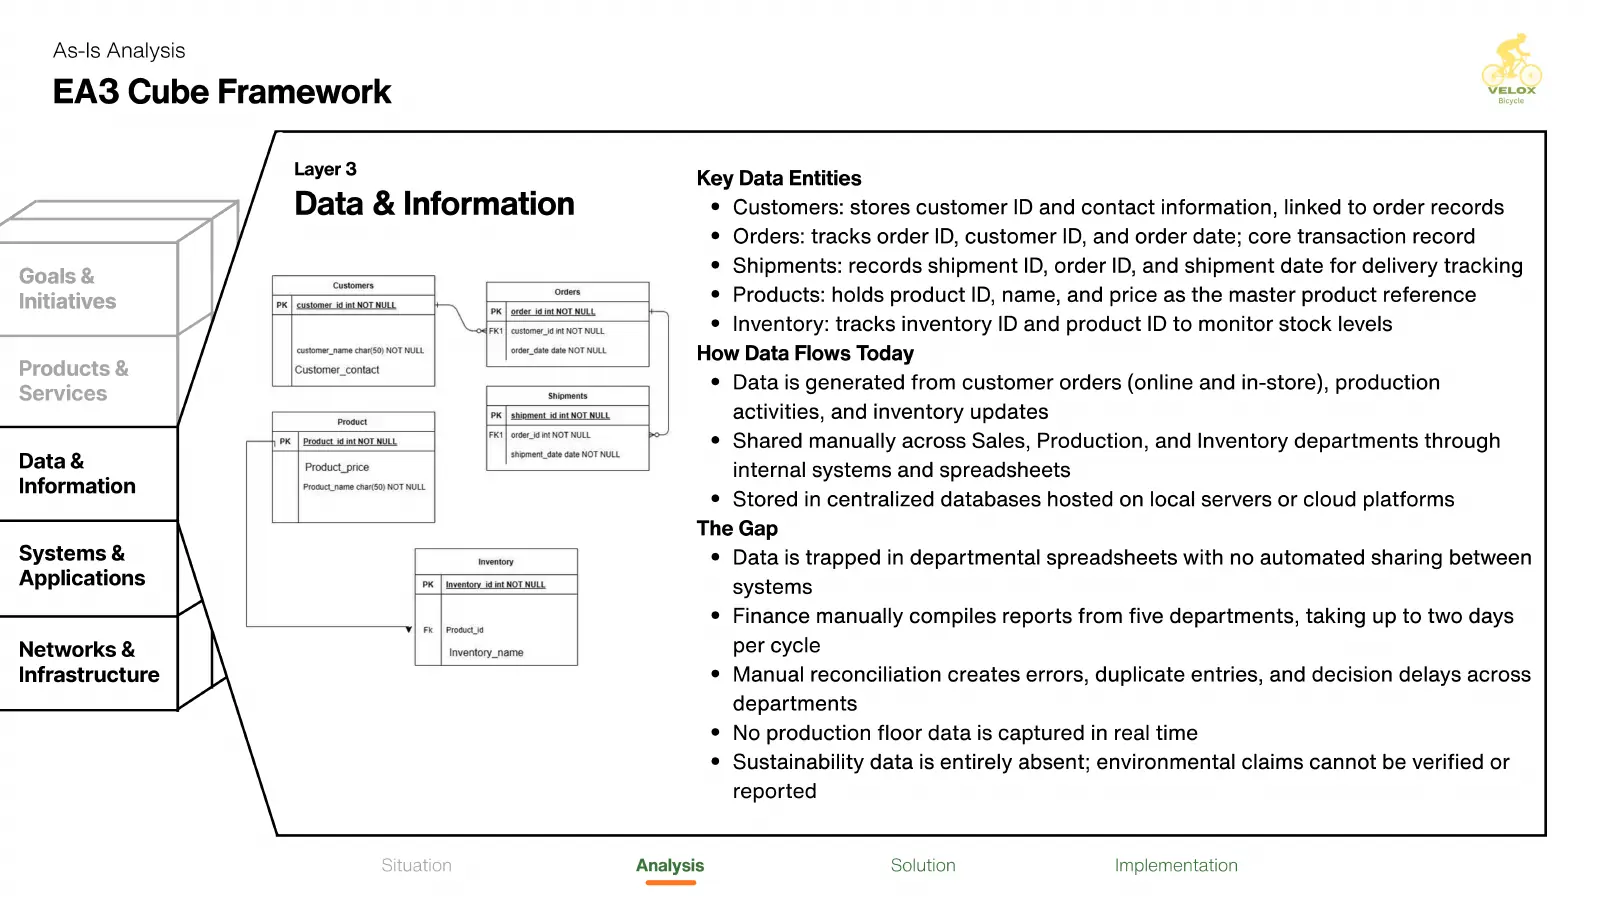 As-Is Analysis
EA3 Cube Framework
VELOX
Bicycle
Goals &
Initiatives
Products &
Services
Data &
Information
Systems &
Applications
Networks &
Infrastructure
Layer 3
Data & Information
Customers
PK customer_id int NOT NULL
customer_name char(50) NOT NULL
Customer_contact
Orders
PK order_id int NOT NULL
FK1 customer_id int NOT NULL
order_date date NOT NULL
Shipments
PK shipment_id int NOT NULL
FK1 order_id int NOT NULL
shipment_date date NOT NULL
Product
PK Product_id int NOT NULL
Product_price
Product_name char(50) NOT NULL
Inventory
PK Inventory_id int NOT NULL
Fk Product_id
Inventory_name
Key Data Entities
• Customers: stores customer ID and contact information, linked to order records
• Orders: tracks order ID, customer ID, and order date; core transaction record
• Shipments: records shipment ID, order ID, and shipment date for delivery tracking
• Products: holds product ID, name, and price as the master product reference
• Inventory: tracks inventory ID and product ID to monitor stock levels
How Data Flows Today
• Data is generated from customer orders (online and in-store), production
activities, and inventory updates
• Shared manually across Sales, Production, and Inventory departments through
internal systems and spreadsheets
• Stored in centralized databases hosted on local servers or cloud platforms
The Gap
• Data is trapped in departmental spreadsheets with no automated sharing between
systems
• Finance manually compiles reports from five departments, taking up to two days
per cycle
• Manual reconciliation creates errors, duplicate entries, and decision delays across
departments
• No production floor data is captured in real time
• Sustainability data is entirely absent; environmental claims cannot be verified or
reported
Situation
Analysis
Solution
Implementation